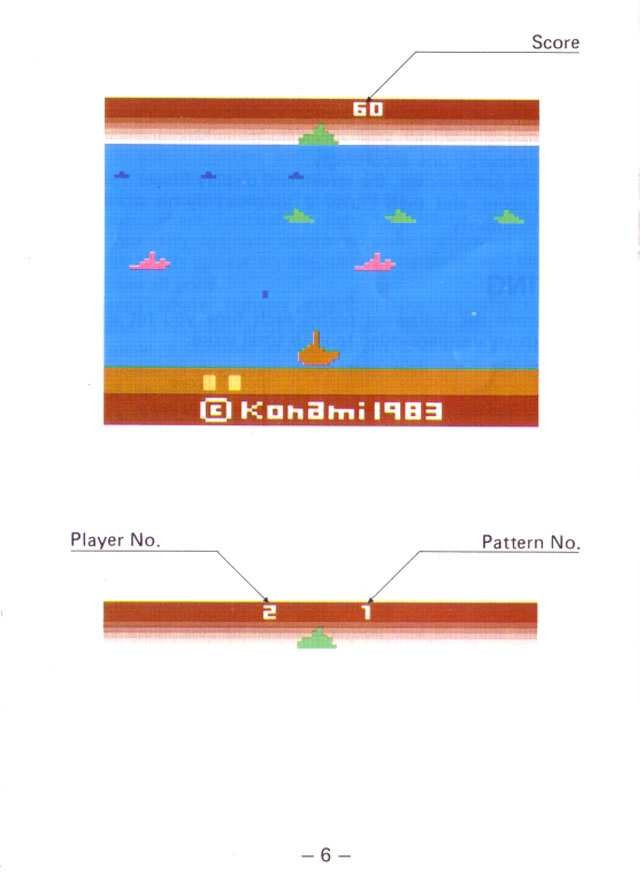 Score
60
© Konami 1983
Player No.
Pattern No.
2 1
– 6 –